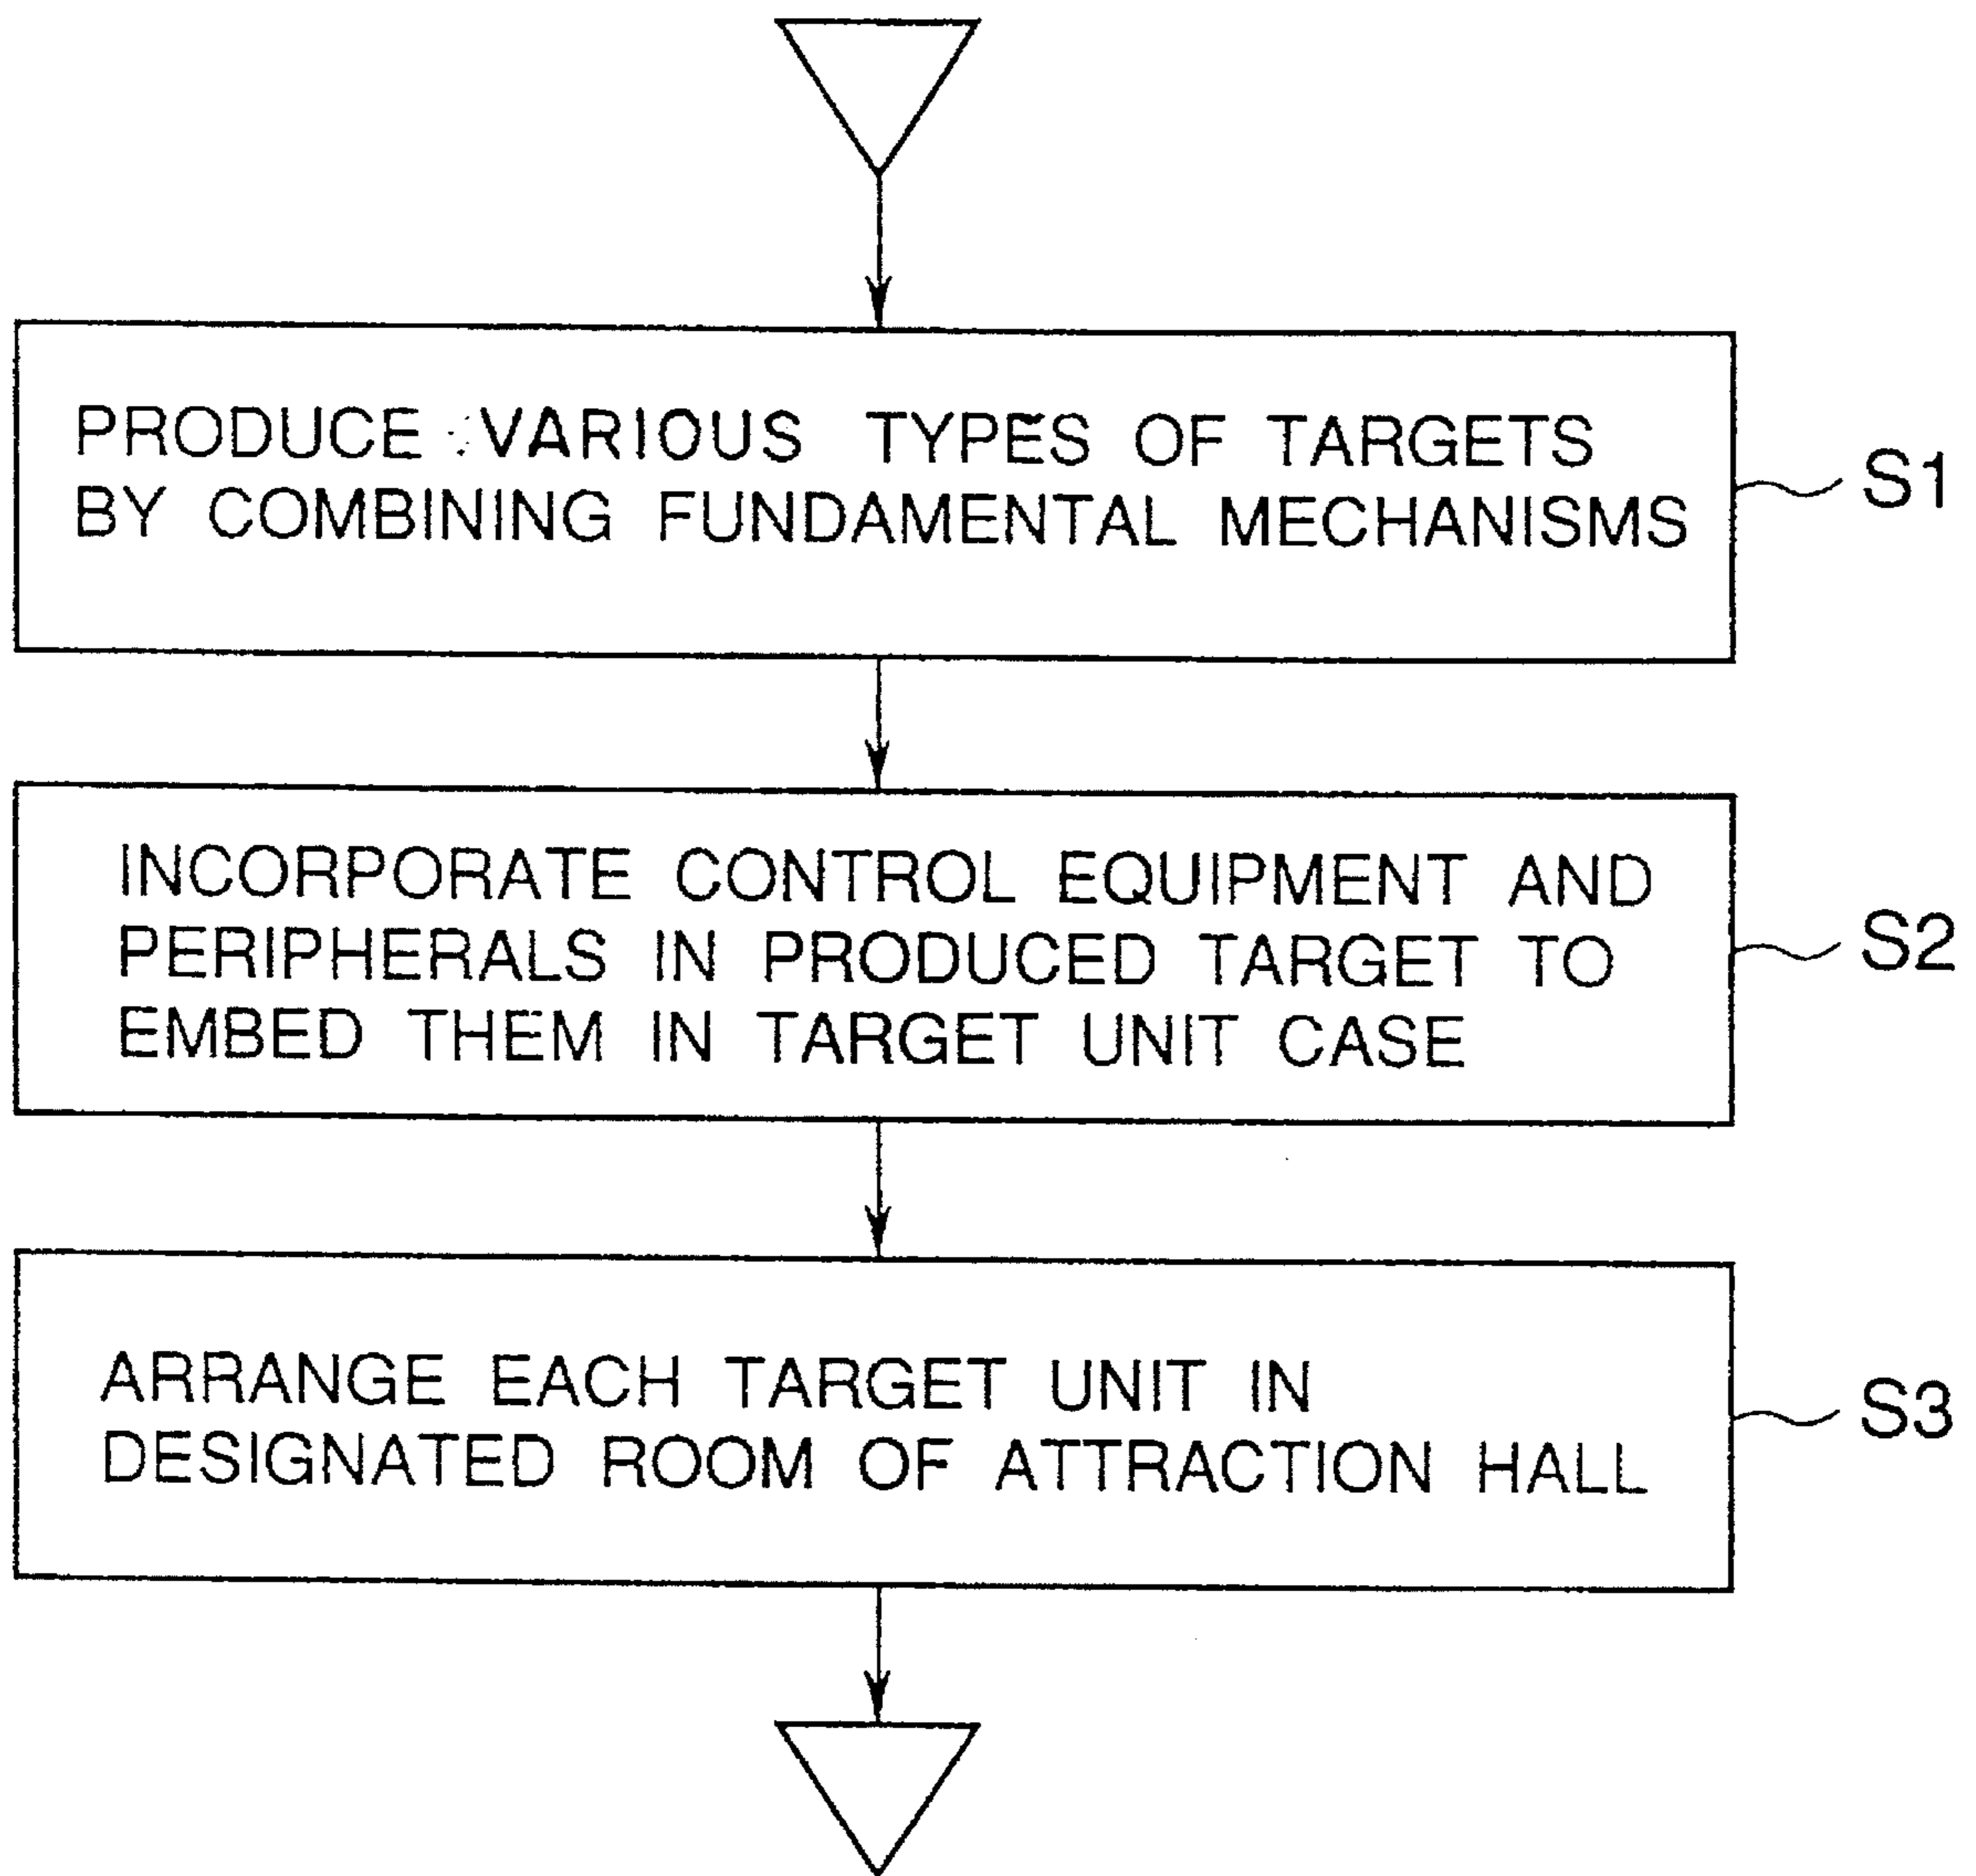 PRODUCE VARIOUS TYPES OF TARGETS
BY COMBINING FUNDAMENTAL MECHANISMS
S1
INCORPORATE CONTROL EQUIPMENT AND
PERIPHERALS IN PRODUCED TARGET TO
EMBED THEM IN TARGET UNIT CASE
S2
ARRANGE EACH TARGET UNIT IN
DESIGNATED ROOM OF ATTRACTION HALL
S3